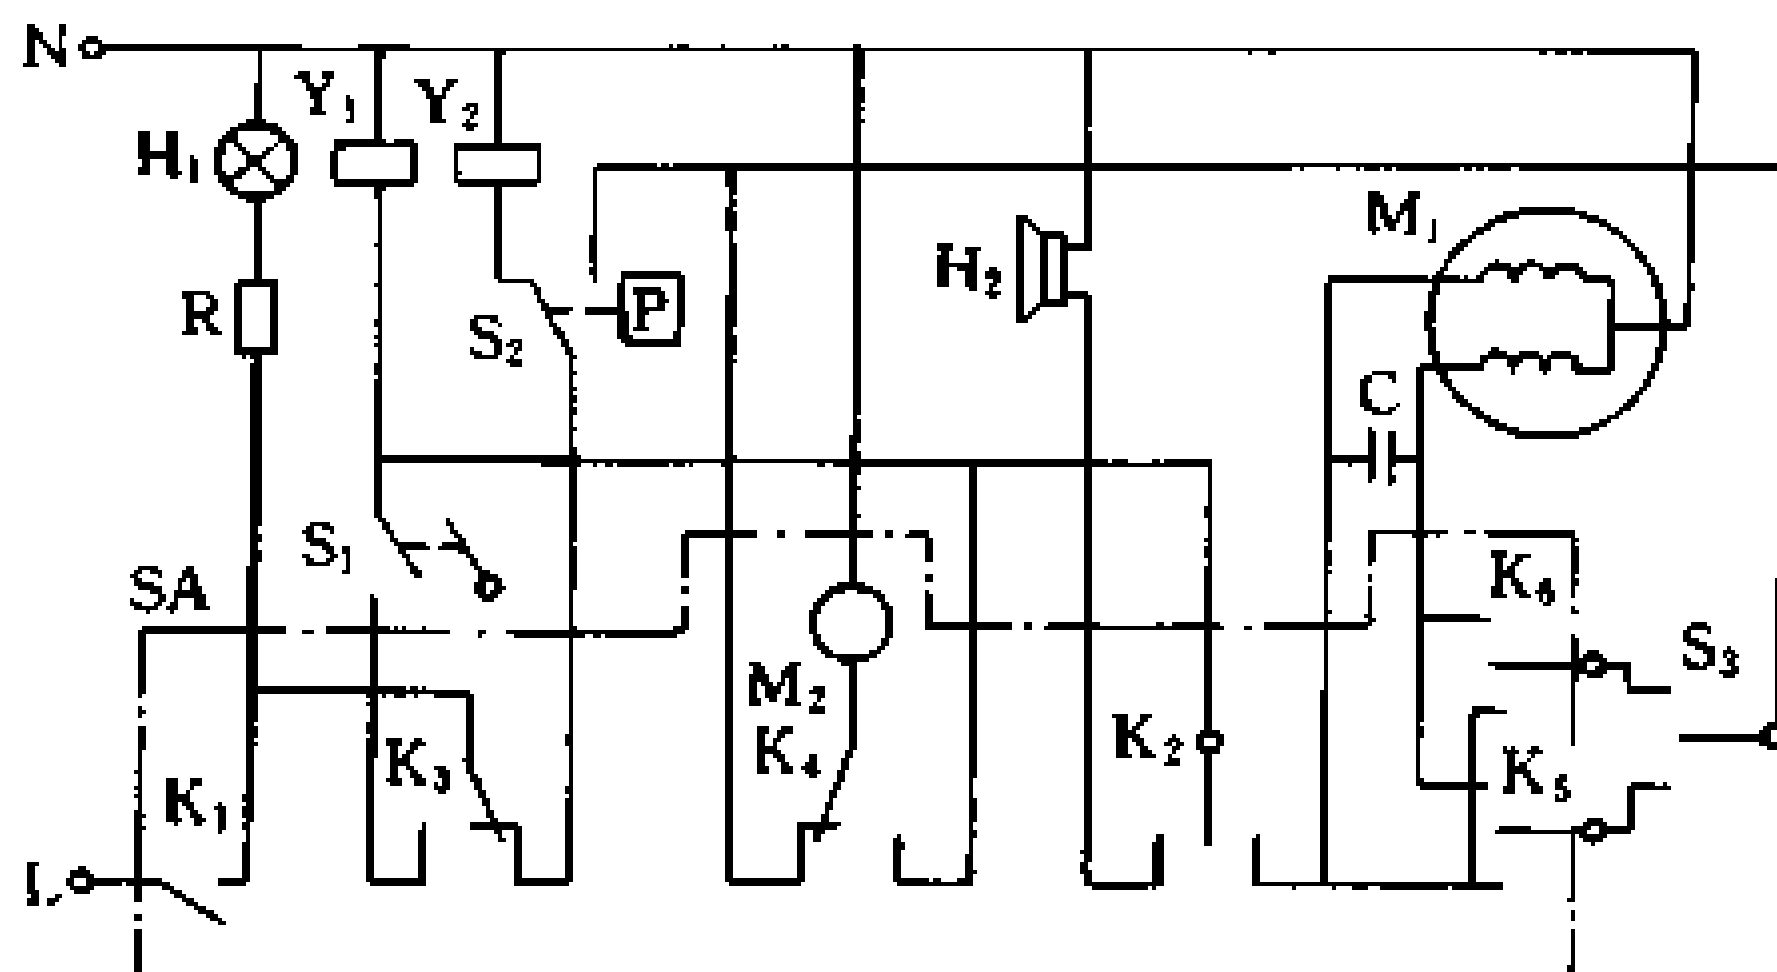 N
Y₁
Y₂
H₁
M₁
H₂
R
P
S₂
C
S₁
SA
K₆
S₃
M₂
K₂
K₄
K₃
K₅
K₁
L